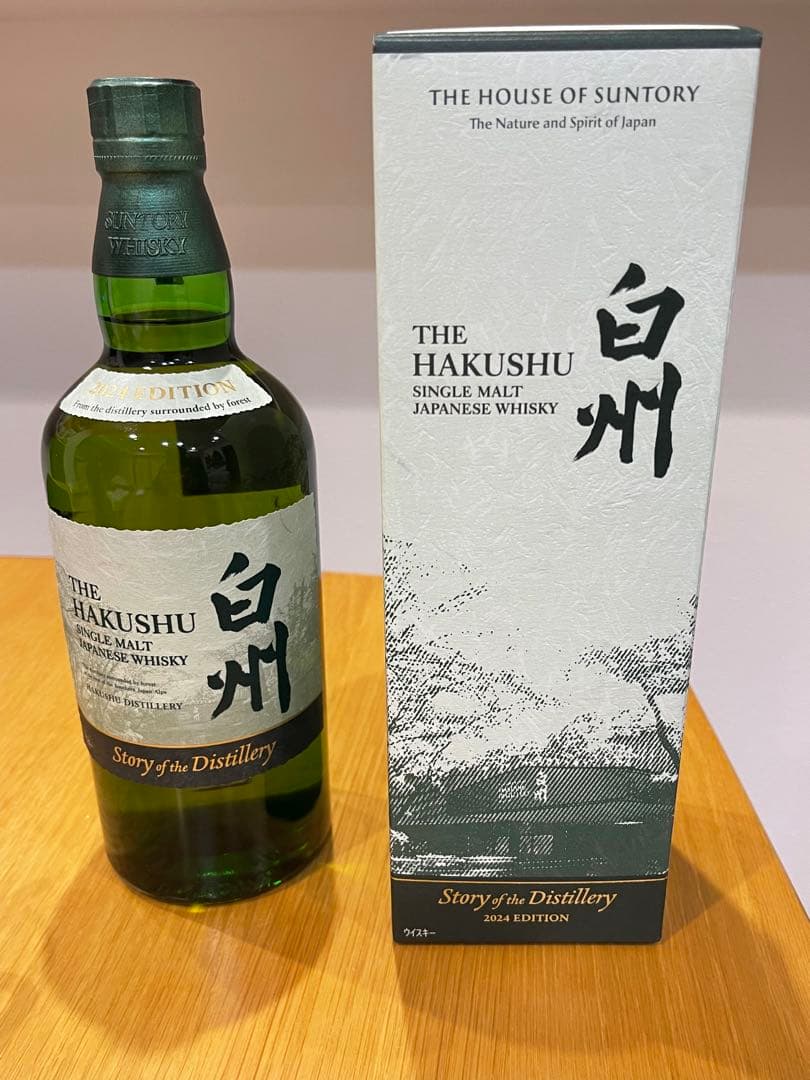 SUNTORY
WHISKY
2024 EDITION
From the distillery surrounded by forest
THE
HAKUSHU
SINGLE MALT
JAPANESE WHISKY
白州
HAKUSHU DISTILLERY
Story of the Distillery
THE HOUSE OF SUNTORY
The Nature and Spirit of Japan
THE
HAKUSHU
SINGLE MALT
JAPANESE WHISKY
白州
Story of the Distillery
2024 EDITION
ウイスキー